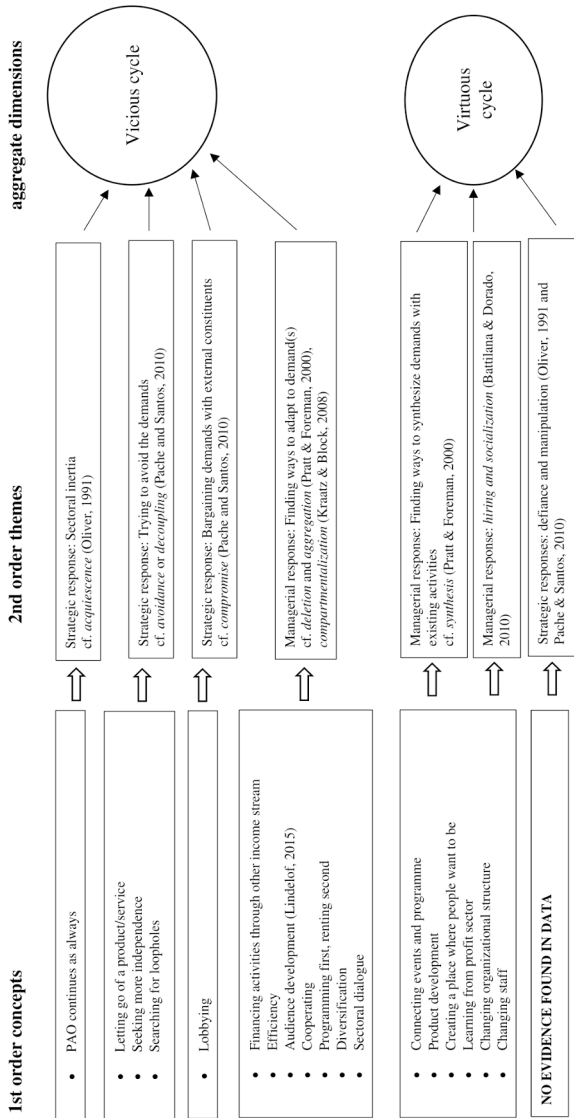 1st order concepts
2nd order themes
aggregate dimensions
• PAO continues as always
Strategic response: Sectoral inertia
cf. acquiescence (Oliver, 1991)
• Letting go of a product/service
• Seeking more independence
• Searching for loopholes
Strategic response: Trying to avoid the demands
cf. avoidance or decoupling (Pache and Santos, 2010)
• Lobbying
Strategic response: Bargaining demands with external constituents
cf. compromise (Pache and Santos, 2010)
• Financing activities through other income stream
• Efficiency
• Audience development (Lindelof, 2015)
• Cooperating
• Programming first, renting second
• Diversification
• Sectoral dialogue
Managerial response: Finding ways to adapt to demand(s)
cf. deletion and aggregation (Pratt & Foreman, 2000),
compartmentalization (Kraatz & Block, 2008)
Vicious cycle
• Connecting events and programme
• Product development
• Creating a place where people want to be
• Learning from profit sector
• Changing organizational structure
• Changing staff
Managerial response: Finding ways to synthesize demands with
existing activities
cf. synthesis (Pratt & Foreman, 2000)
Managerial response: hiring and socialization (Battilana & Dorado,
2010)
NO EVIDENCE FOUND IN DATA
Strategic responses: defiance and manipulation (Oliver, 1991 and
Pache & Santos, 2010)
Virtuous
cycle